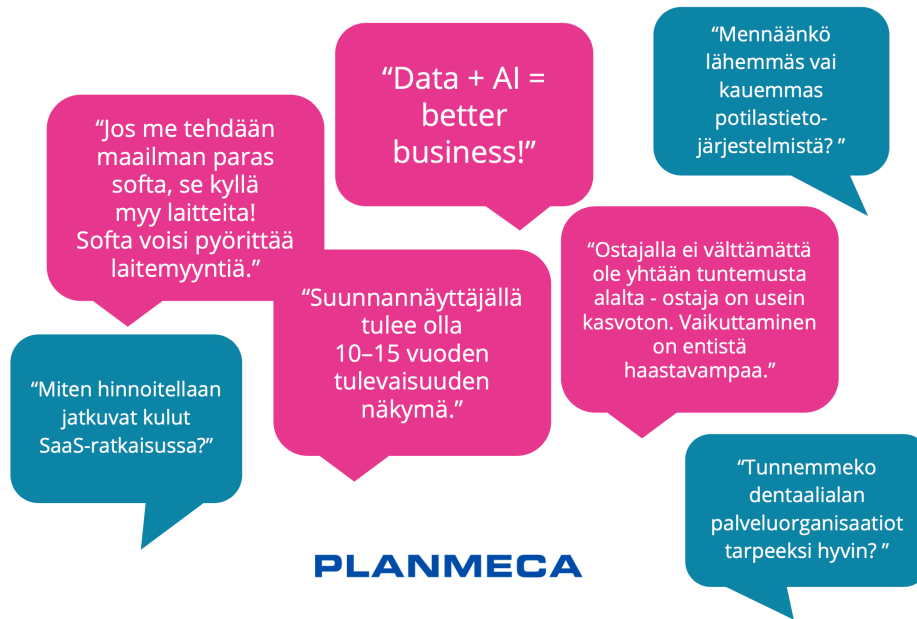 “Jos me tehdään
maailman paras
softa, se kyllä
myy laitteita!
Softa voisi pyörittää
laitemyyntiä.”
“Data + AI =
better
business!”
“Mennäänkö
lähemmäs vai
kauemmas
potilastieto-
järjestelmistä? ”
“Suunnannäyttäjällä
tulee olla
10–15 vuoden
tulevaisuuden
näkymä.”
“Ostajalla ei välttämättä
ole yhtään tuntemusta
alalta - ostaja on usein
kasvoton. Vaikuttaminen
on entistä
haastavampaa.”
“Miten hinnoitellaan
jatkuvat kulut
SaaS-ratkaisussa?”
“Tunnemmeko
dentaalialan
palveluorganisaatiot
tarpeeksi hyvin? ”
PLANMECA